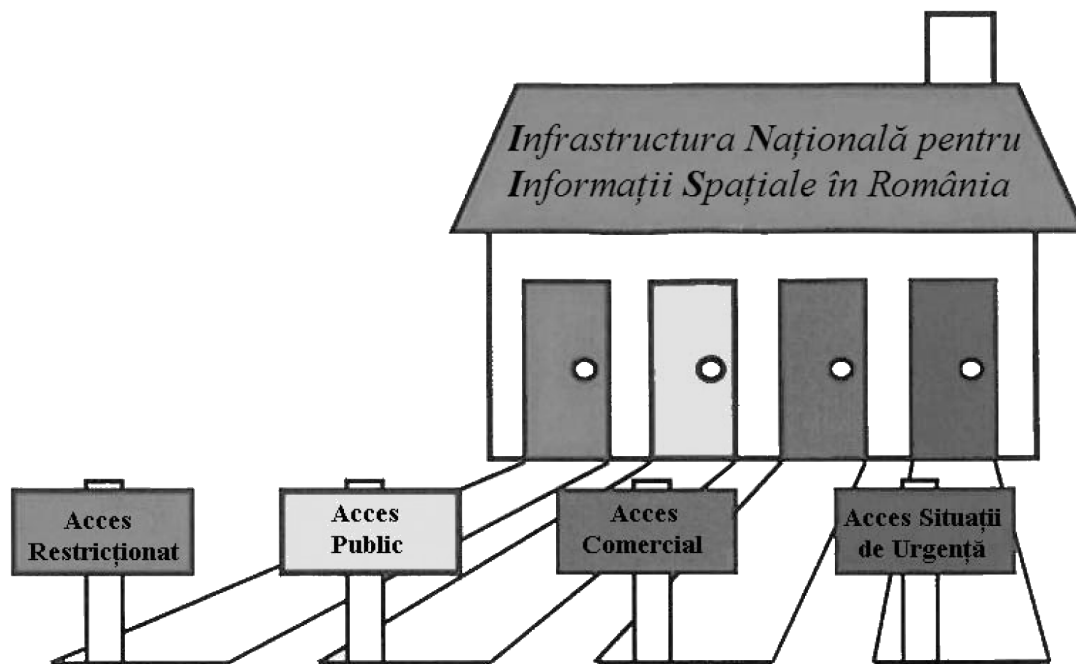 Infrastructura Națională pentru
Informații Spațiale în România
Acces
Restricționat
Acces
Public
Acces
Comercial
Acces Situații
de Urgență